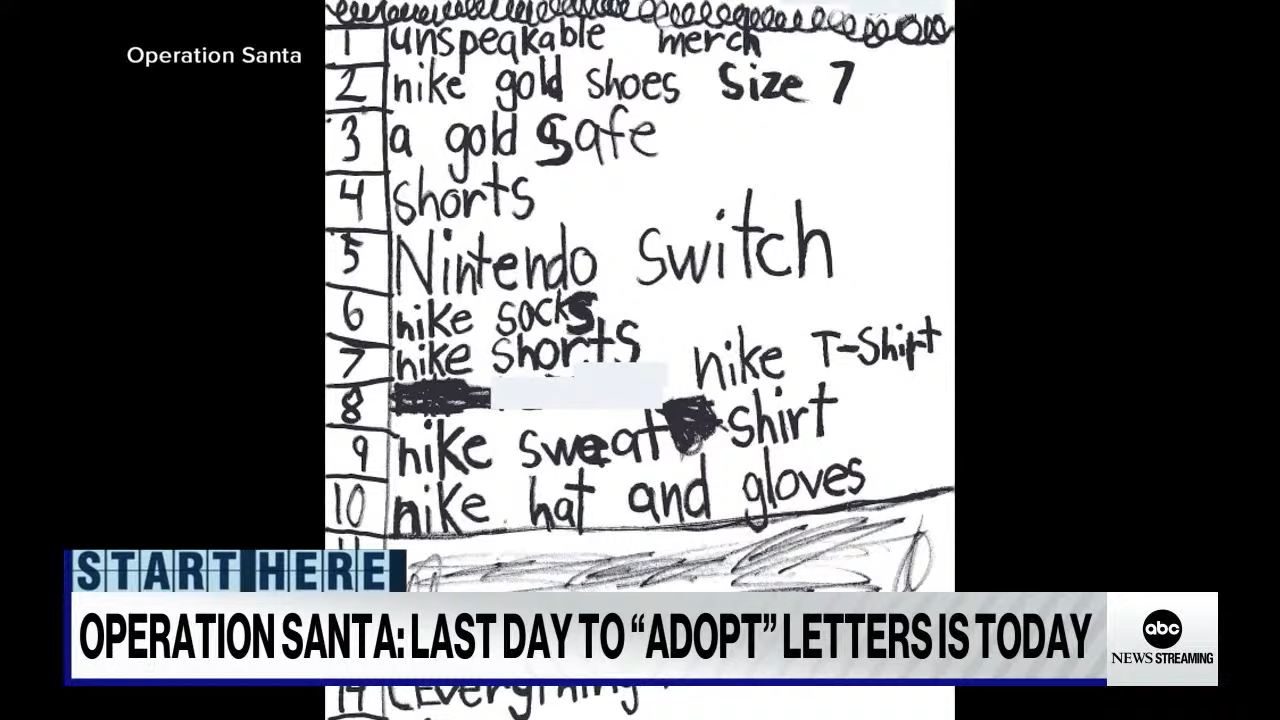 Operation Santa
1 unspeakable merch
2 nike gold shoes Size 7
3 a gold safe
4 shorts
5 Nintendo Switch
6 nike socks
7 nike shorts nike T-Shirt
8
9 nike sweat shirt
10 nike hat and gloves
START HERE
OPERATION SANTA: LAST DAY TO “ADOPT” LETTERS IS TODAY
abc
NEWS STREAMING